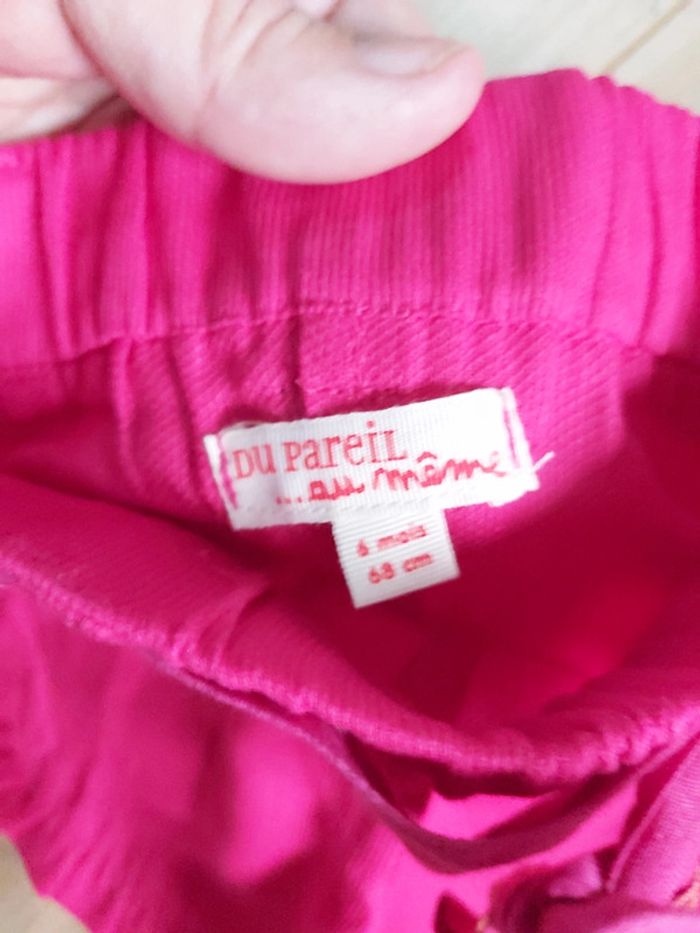 DU PAREIL
...au même
6 mois
68 cm